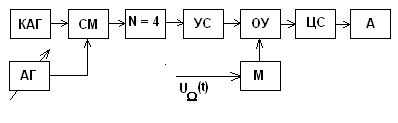 КАГ СМ N = 4 УС ОУ ЦС А
АГ UΩ(t) М